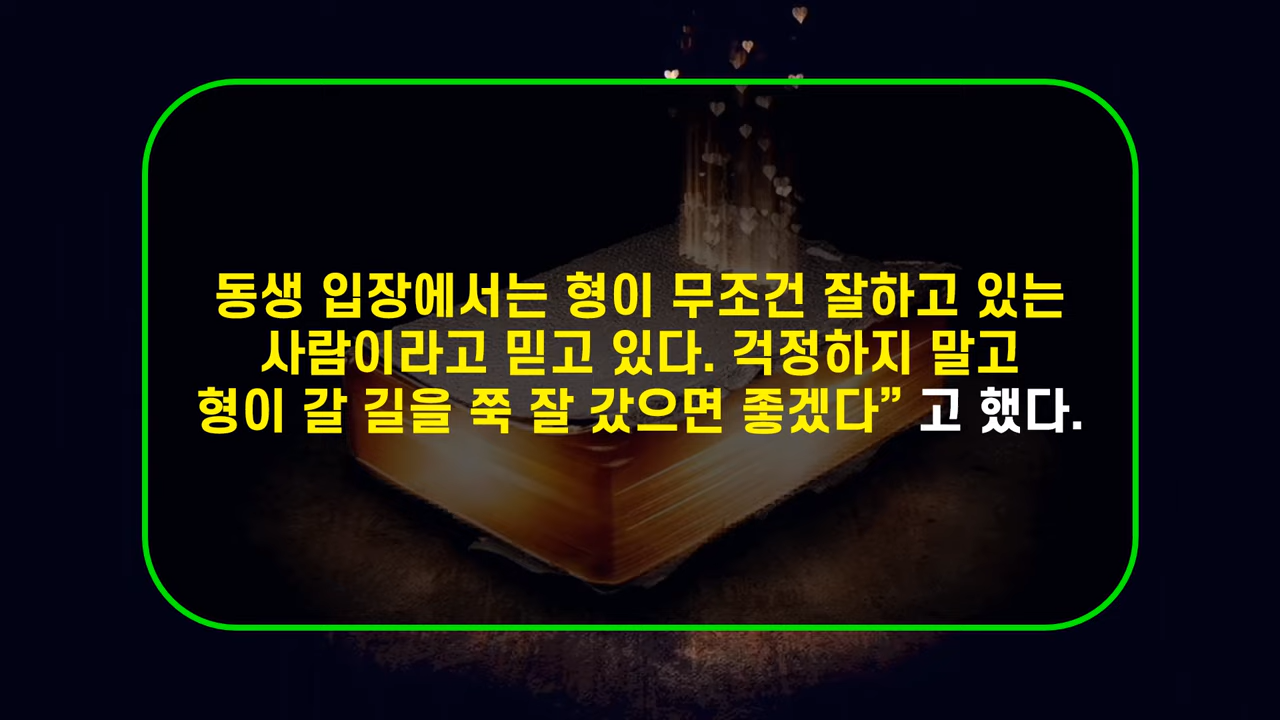 동생 입장에서는 형이 무조건 잘하고 있는
사람이라고 믿고 있다. 걱정하지 말고
형이 갈 길을 쭉 잘 갔으면 좋겠다” 고 했다.